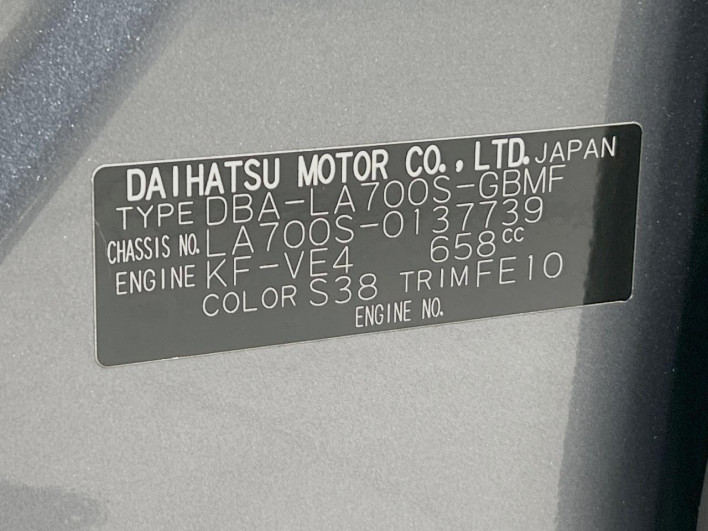 DAIHATSU MOTOR CO., LTD. JAPAN
TYPE DBA-LA700S-GBMF
CHASSIS NO. LA700S-0137739
ENGINE KF-VE4 658cc
COLOR S38 TRIM FE10
ENGINE NO.